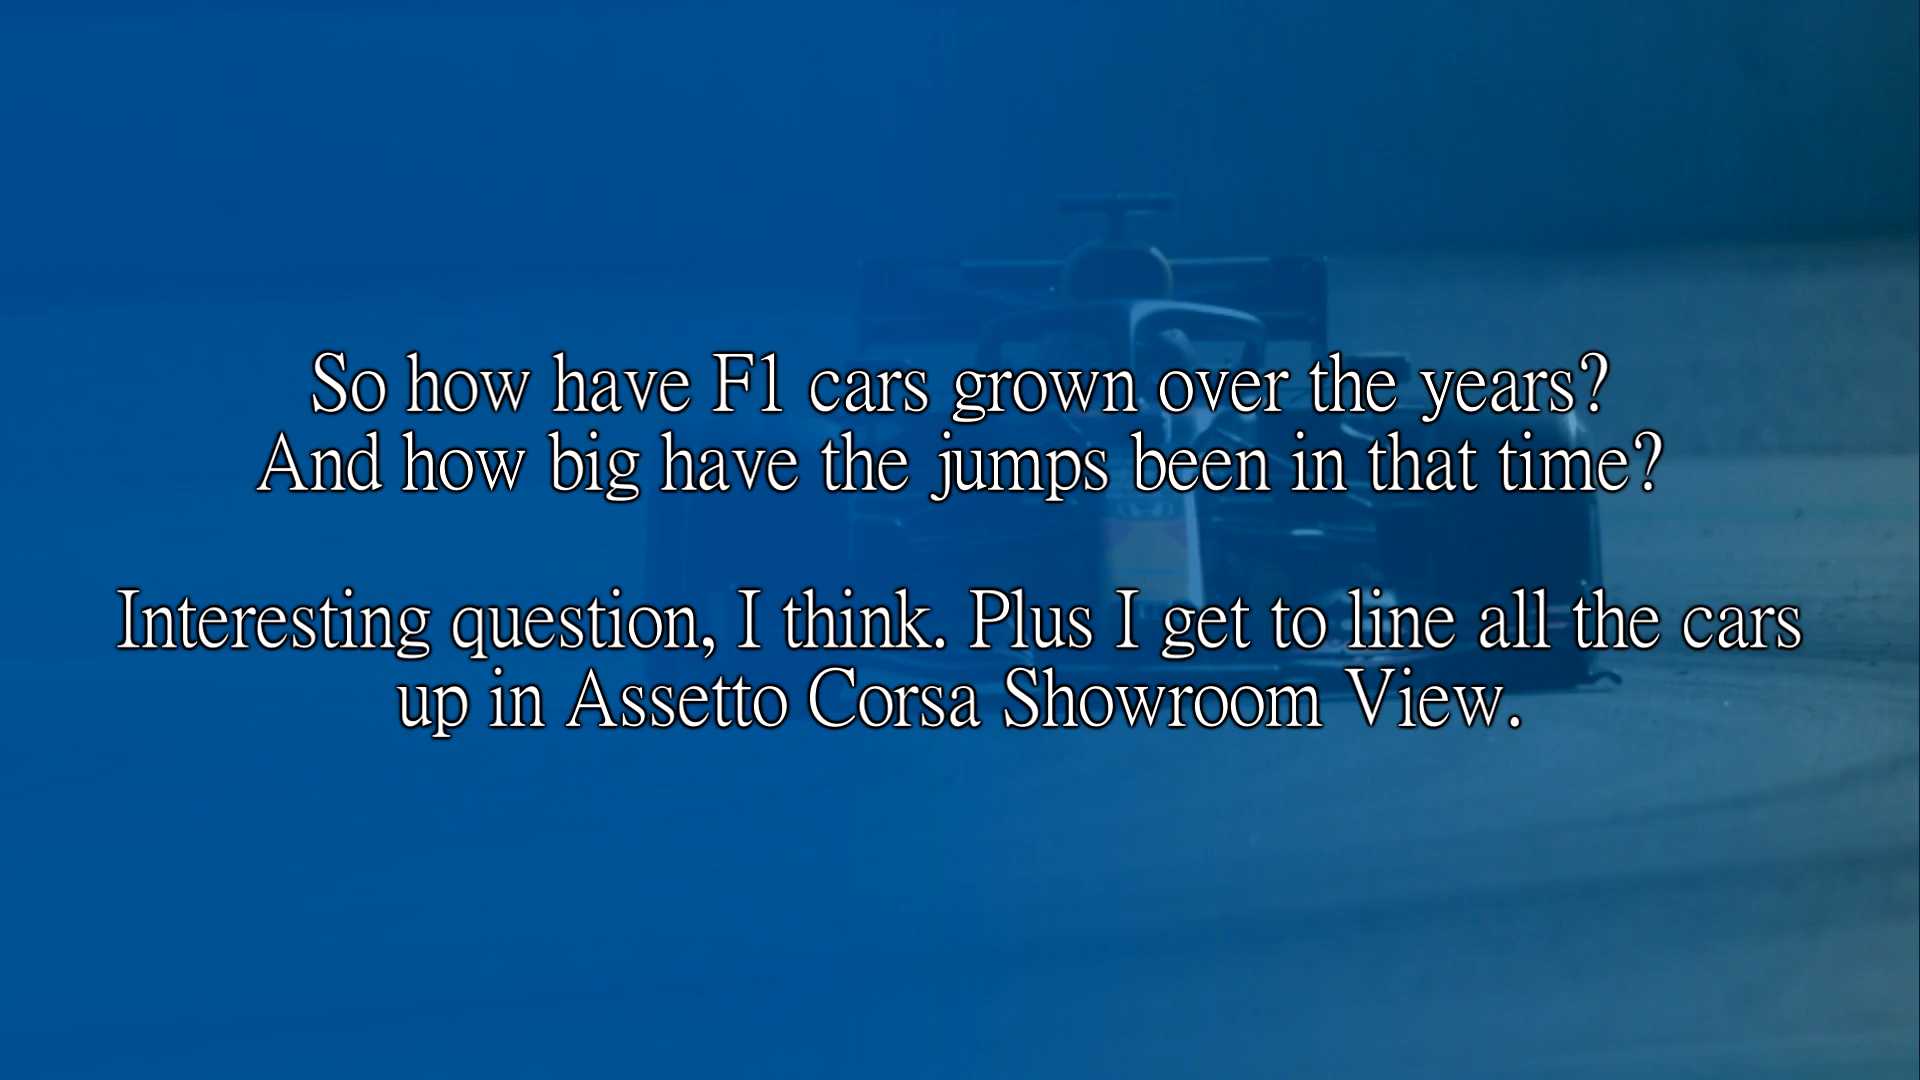 So how have F1 cars grown over the years?
And how big have the jumps been in that time?
Interesting question, I think. Plus I get to line all the cars
up in Assetto Corsa Showroom View.